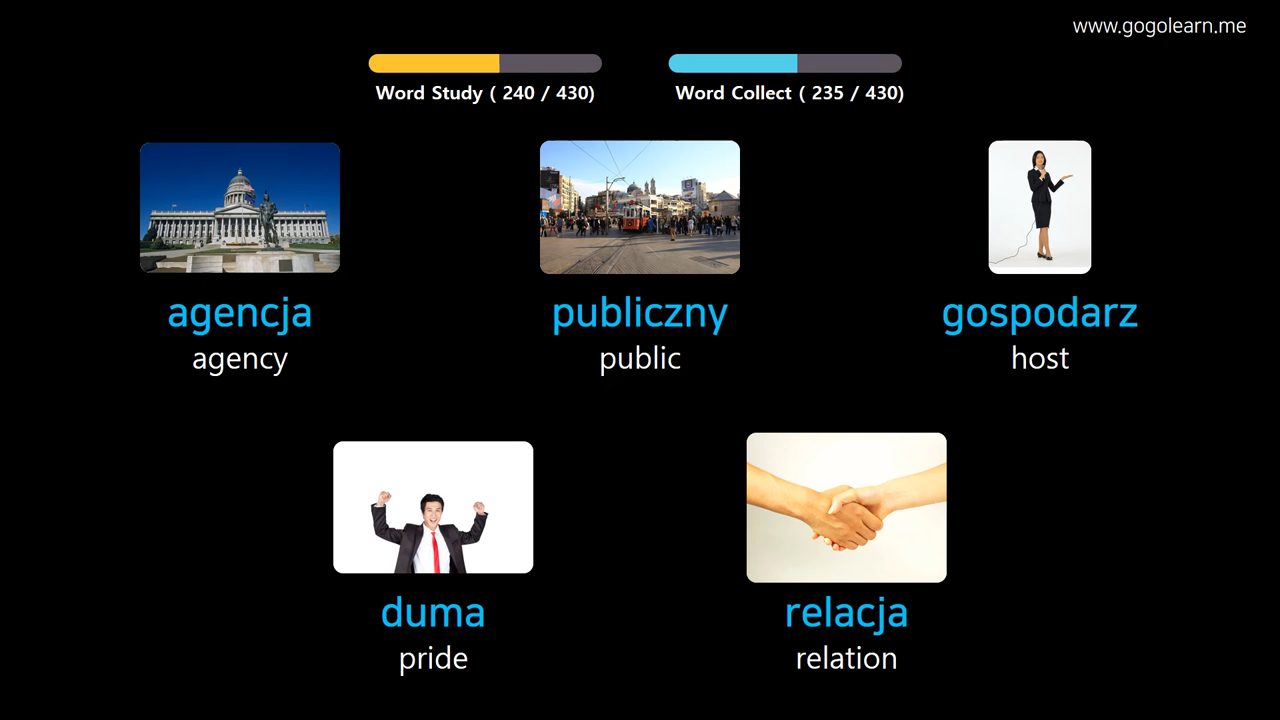 www.gogolearn.me
Word Study ( 240 / 430)
Word Collect ( 235 / 430)
agencja
agency
publiczny
public
gospodarz
host
duma
pride
relacja
relation